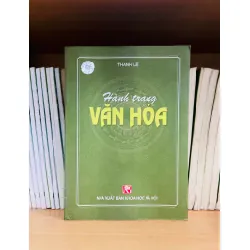 THANH LÊ
Hành trang
VĂN HÓA
NHÀ XUẤT BẢN KHOA HỌC XÃ HỘI